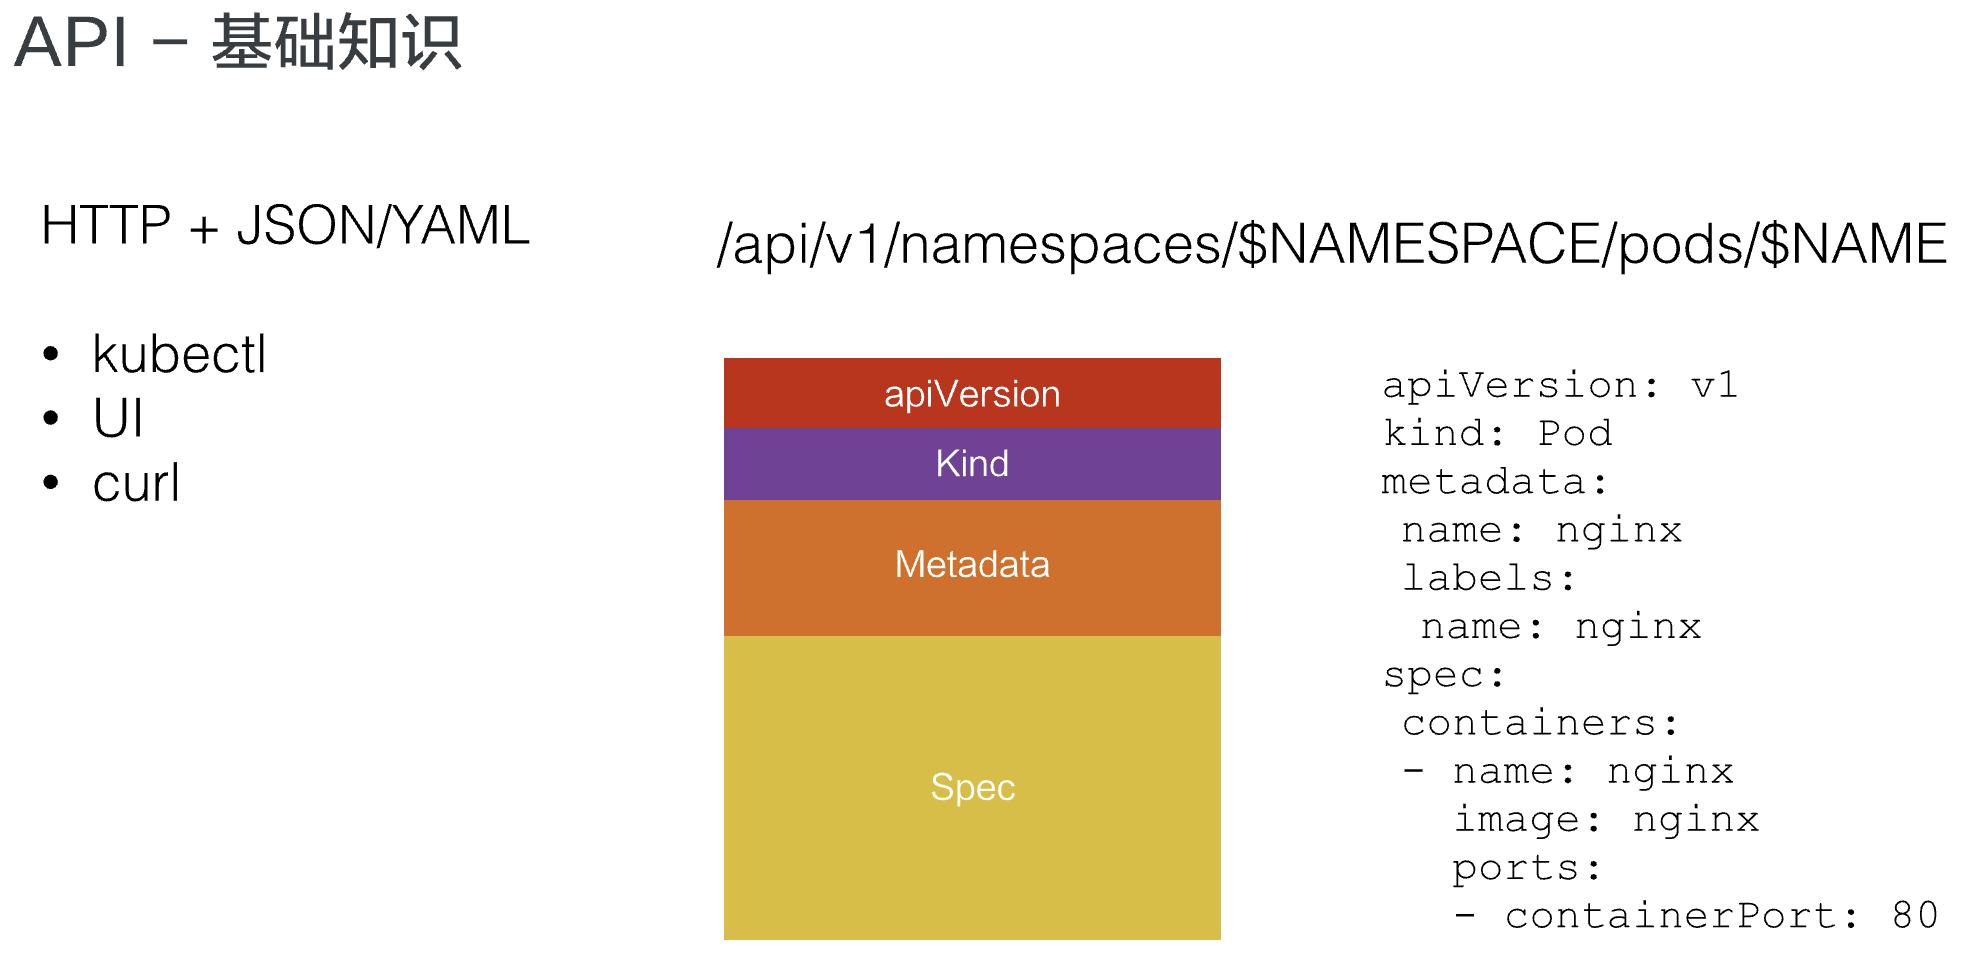 API – 基础知识
HTTP + JSON/YAML
• kubectl
• UI
• curl
/api/v1/namespaces/$NAMESPACE/pods/$NAME
apiVersion
Kind
Metadata
Spec
apiVersion: v1
kind: Pod
metadata:
 name: nginx
 labels:
  name: nginx
spec:
 containers:
 - name: nginx
   image: nginx
   ports:
   - containerPort: 80